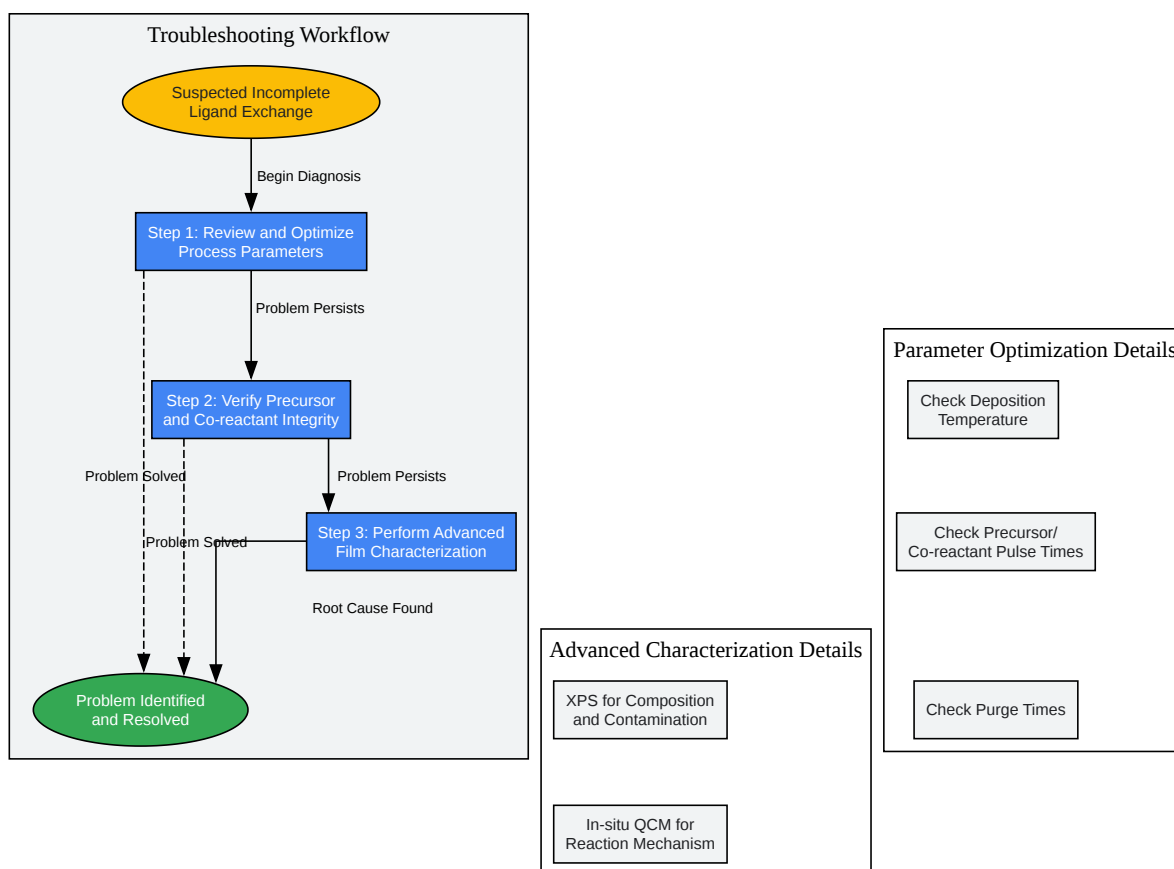 Troubleshooting Workflow
Suspected Incomplete
Ligand Exchange
Begin Diagnosis
Step 1: Review and Optimize
Process Parameters
Problem Persists
Step 2: Verify Precursor
and Co-reactant Integrity
Problem Solved
Problem Persists
Step 3: Perform Advanced
Film Characterization
Problem Solved
Root Cause Found
Problem Identified
and Resolved
Advanced Characterization Details
XPS for Composition
and Contamination
In-situ QCM for
Reaction Mechanism
Parameter Optimization Details
Check Deposition
Temperature
Check Precursor/
Co-reactant Pulse Times
Check Purge Times